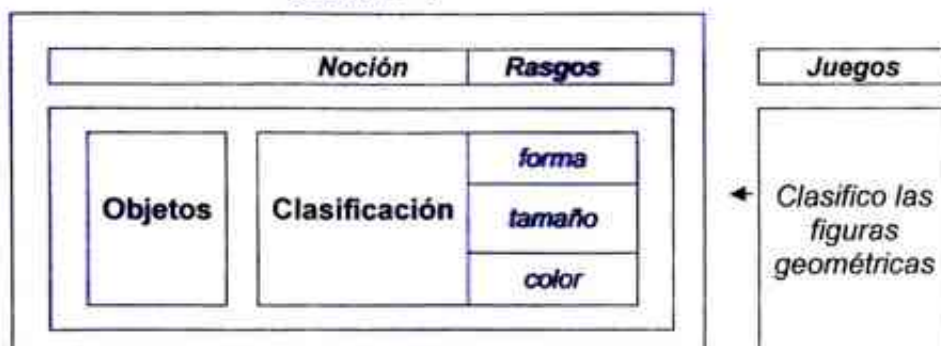 Noción Rasgos Juegos
forma
Objetos Clasificación tamaño
color
Clasifico las
figuras
geométricas